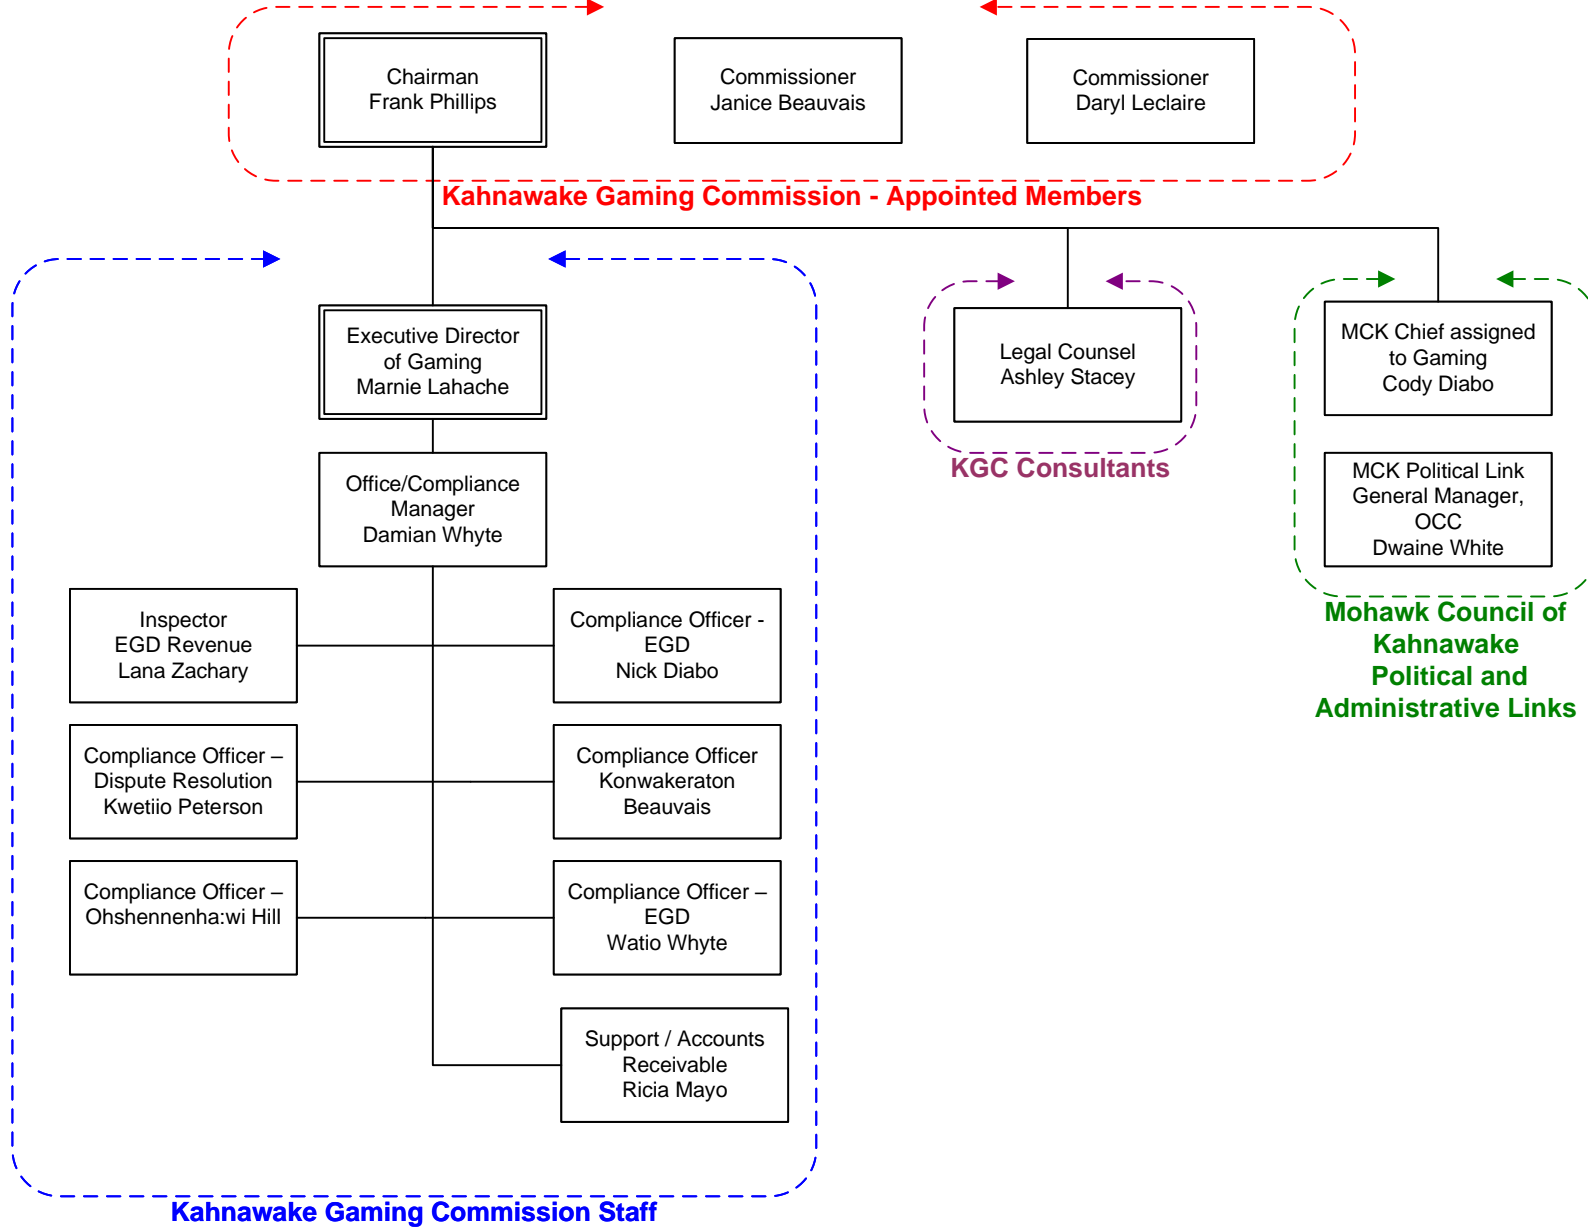 Chairman
Frank Phillips
Commissioner
Janice Beauvais
Commissioner
Daryl Leclaire
Kahnawake Gaming Commission - Appointed Members
Executive Director
of Gaming
Marnie Lahache
Legal Counsel
Ashley Stacey
KGC Consultants
MCK Chief assigned
to Gaming
Cody Diabo
MCK Political Link
General Manager,
OCC
Dwaine White
Mohawk Council of
Kahnawake
Political and
Administrative Links
Office/Compliance
Manager
Damian Whyte
Inspector
EGD Revenue
Lana Zachary
Compliance Officer -
EGD
Nick Diabo
Compliance Officer –
Dispute Resolution
Kwetiio Peterson
Compliance Officer
Konwakeraton
Beauvais
Compliance Officer –
Ohshennenha:wi Hill
Compliance Officer –
EGD
Watio Whyte
Support / Accounts
Receivable
Ricia Mayo
Kahnawake Gaming Commission Staff